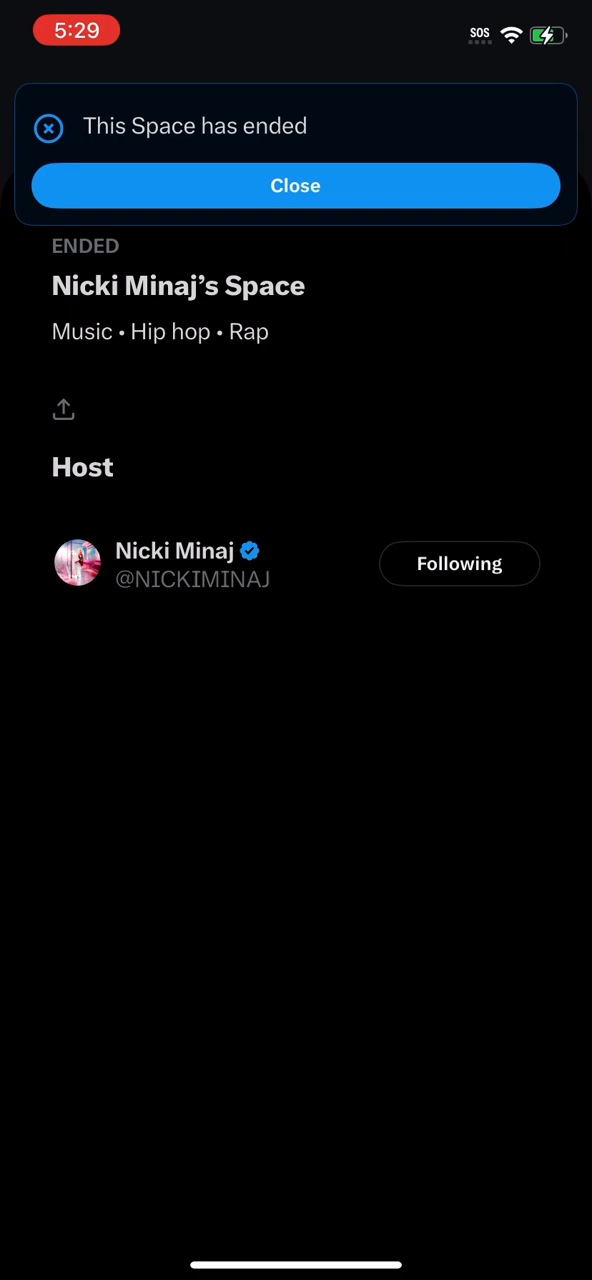 5:29
SOS
This Space has ended
Close
ENDED
Nicki Minaj’s Space
Music • Hip hop • Rap
Host
Nicki Minaj
@NICKIMINAJ
Following